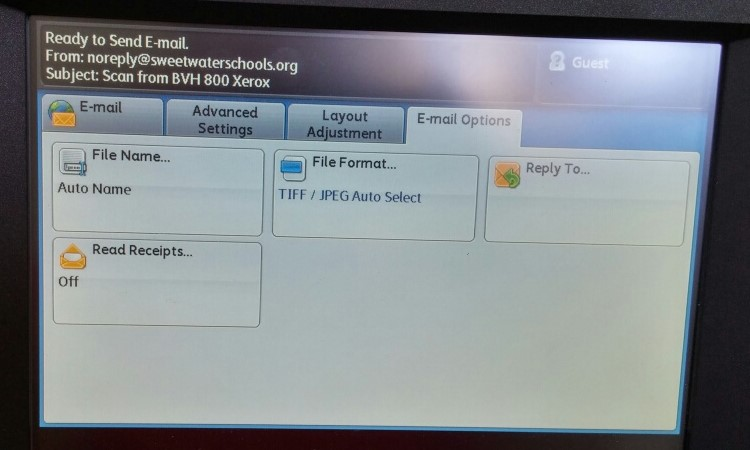 Ready to Send E-mail.
From: noreply@sweetwaterschools.org
Subject: Scan from BVH 800 Xerox
Guest
E-mail
Advanced
Settings
Layout
Adjustment
E-mail Options
File Name...
Auto Name
File Format...
TIFF / JPEG Auto Select
Reply To...
Read Receipts...
Off